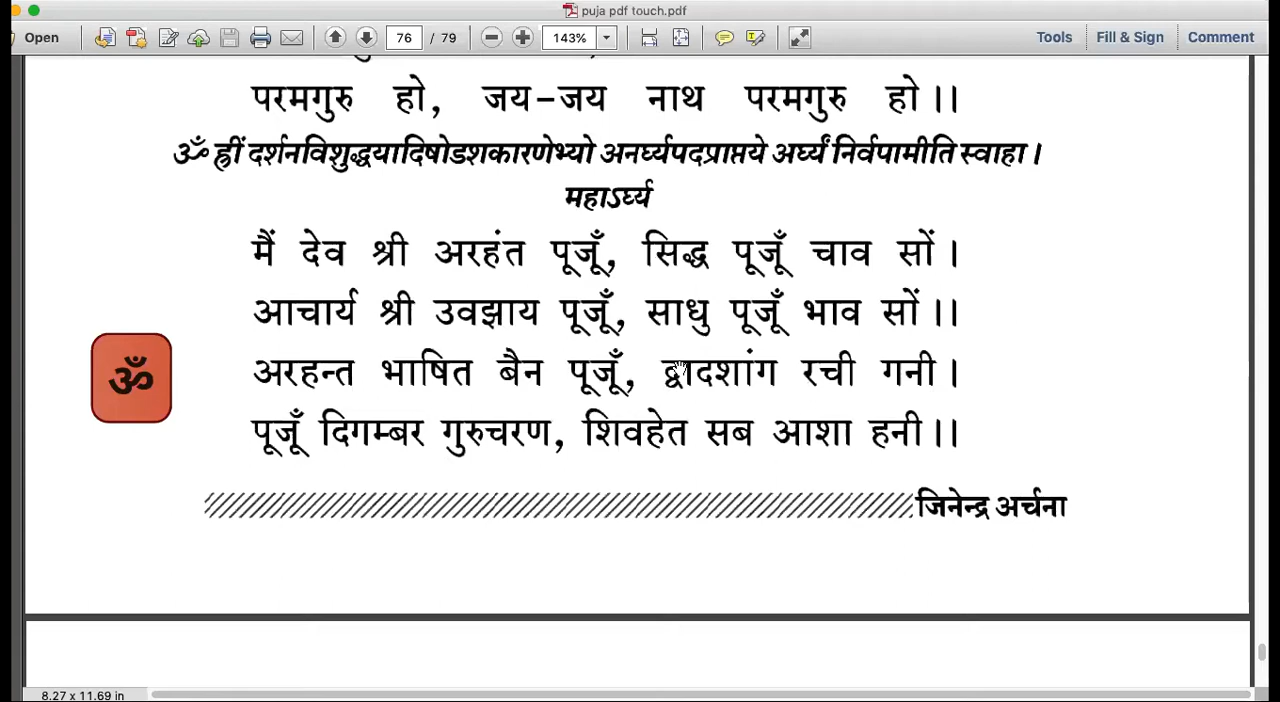 puja pdf touch.pdf
Open 76 / 79 143% Tools Fill & Sign Comment
परमगुरु हो, जय-जय नाथ परमगुरु हो।।
ॐ ह्रीं दर्शनविशुद्धयादिषोडशकारणेभ्यो अनर्घ्यपदप्राप्तये अर्घ्यं निर्वपामीति स्वाहा।
महाऽर्घ्य
मैं देव श्री अरहंत पूजूँ, सिद्ध पूजूँ चाव सों।
आचार्य श्री उवझाय पूजूँ, साधु पूजूँ भाव सों।।
अरहन्त भाषित बैन पूजूँ, द्वादशांग रची गनी।
ॐ
पूजूँ दिगम्बर गुरुचरण, शिवहेत सब आशा हनी।।
जिनेन्द्र अर्चना
8.27 x 11.69 in